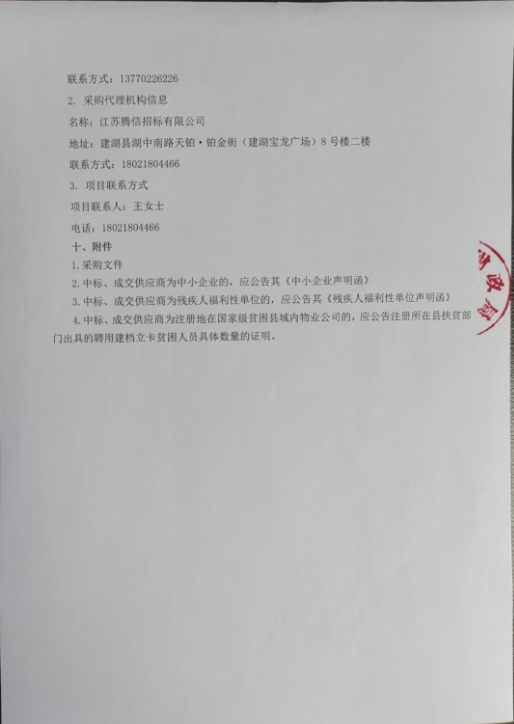 联系方式：13770226226
2. 采购代理机构信息
名称：江苏腾信招标有限公司
地址：建湖县湖中南路天铂·铂金街（建湖宝龙广场）8 号楼二楼
联系方式：18021804466
3. 项目联系方式
项目联系人：王女士
电话：18021804466
十、附件
1.采购文件
2.中标、成交供应商为中小企业的，应公告其《中小企业声明函》
3.中标、成交供应商为残疾人福利性单位的，应公告其《残疾人福利性单位声明函》
4.中标、成交供应商为注册地在国家级贫困县域内物业公司的，应公告注册所在县扶贫部
门出具的聘用建档立卡贫困人员具体数量的证明。
财政局